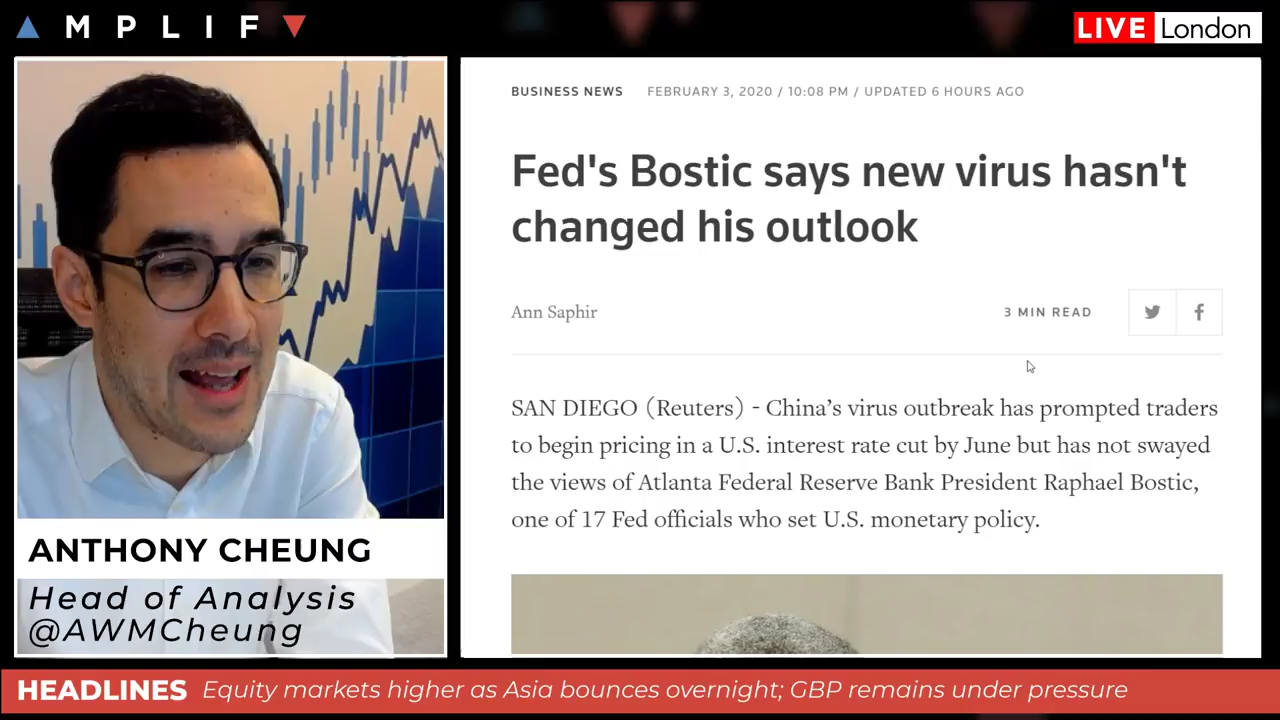 AMPLIFY
LIVE London
BUSINESS NEWS FEBRUARY 3, 2020 / 10:08 PM / UPDATED 6 HOURS AGO
Fed's Bostic says new virus hasn't
changed his outlook
Ann Saphir
3 MIN READ
SAN DIEGO (Reuters) - China’s virus outbreak has prompted traders
to begin pricing in a U.S. interest rate cut by June but has not swayed
the views of Atlanta Federal Reserve Bank President Raphael Bostic,
one of 17 Fed officials who set U.S. monetary policy.
ANTHONY CHEUNG
Head of Analysis
@AWMCheung
HEADLINES Equity markets higher as Asia bounces overnight; GBP remains under pressure